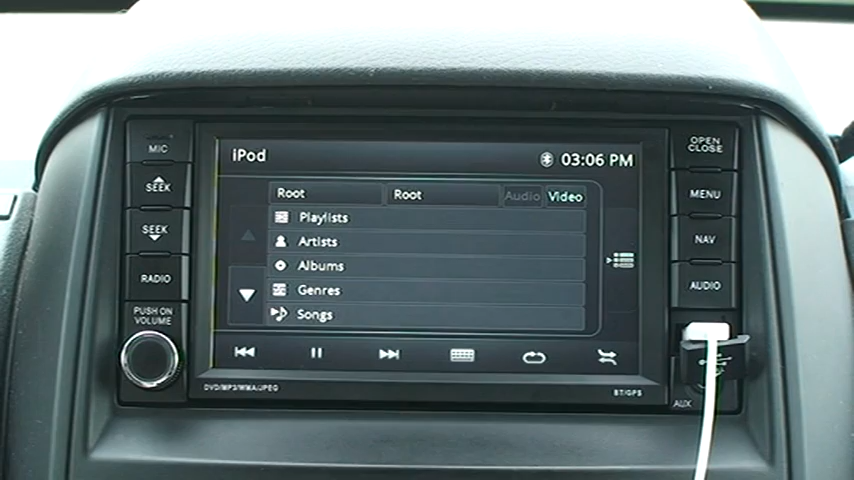 MIC
SEEK
SEEK
RADIO
PUSH ON
VOLUME
iPod
03:06 PM
Root
Root
Audio
Video
Playlists
Artists
Albums
Genres
Songs
DVD/MP3/WMA/JPEG
BT/GPS
OPEN
CLOSE
MENU
NAV
AUDIO
AUX